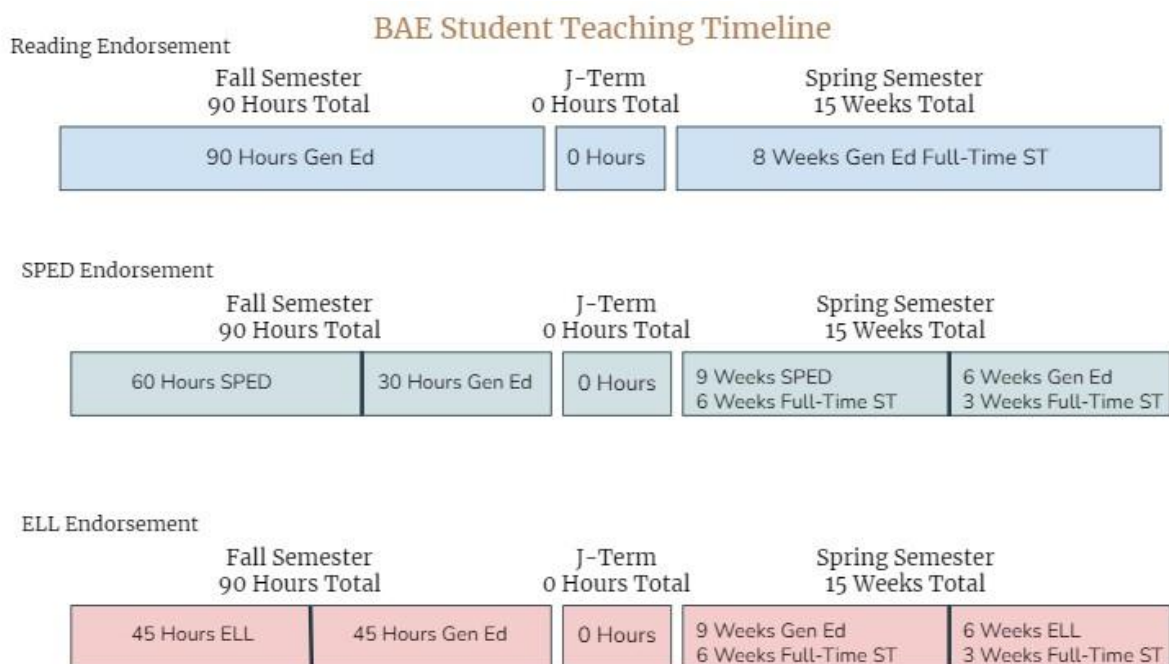 BAE Student Teaching Timeline
Reading Endorsement
Fall Semester
90 Hours Total
J-Term
0 Hours Total
Spring Semester
15 Weeks Total
90 Hours Gen Ed
0 Hours
8 Weeks Gen Ed Full-Time ST
SPED Endorsement
Fall Semester
90 Hours Total
J-Term
0 Hours Total
Spring Semester
15 Weeks Total
60 Hours SPED
30 Hours Gen Ed
0 Hours
9 Weeks SPED
6 Weeks Full-Time ST
6 Weeks Gen Ed
3 Weeks Full-Time ST
ELL Endorsement
Fall Semester
90 Hours Total
J-Term
0 Hours Total
Spring Semester
15 Weeks Total
45 Hours ELL
45 Hours Gen Ed
0 Hours
9 Weeks Gen Ed
6 Weeks Full-Time ST
6 Weeks ELL
3 Weeks Full-Time ST